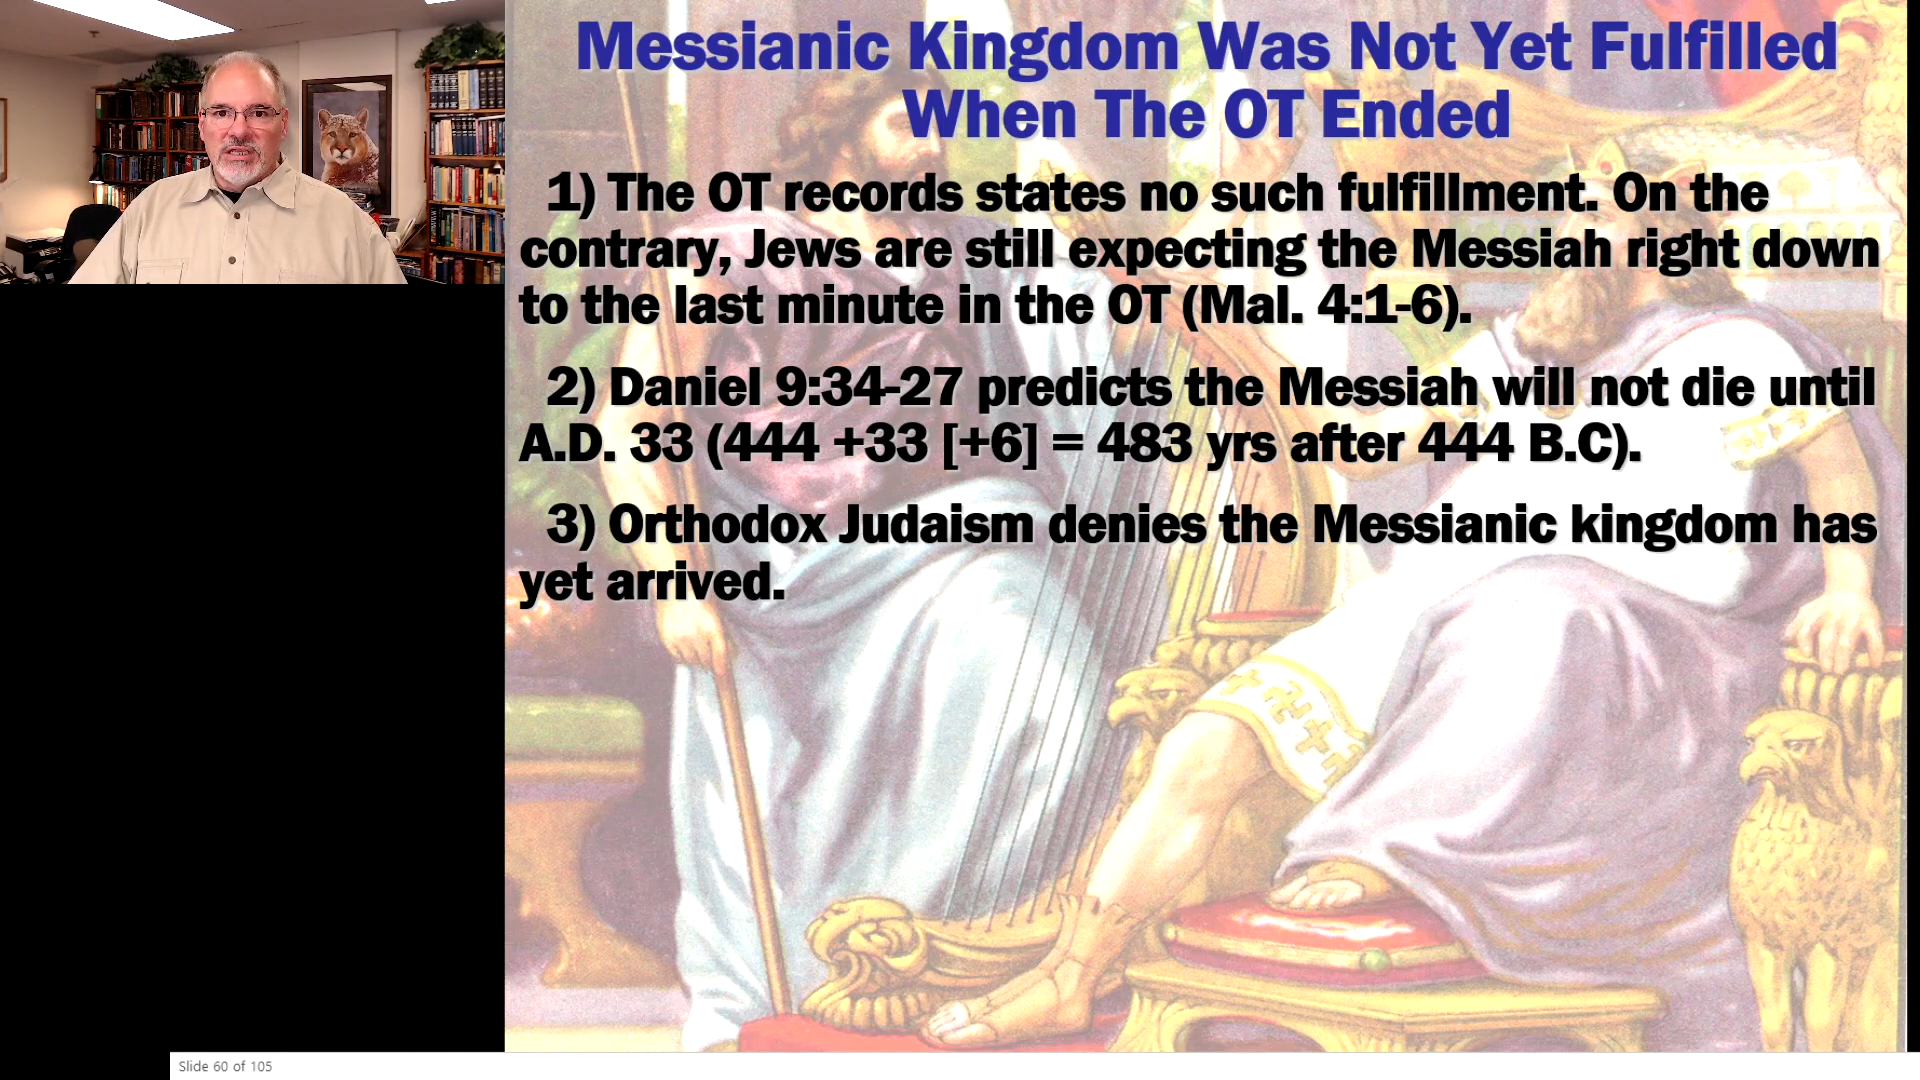 Messianic Kingdom Was Not Yet Fulfilled
When The OT Ended
1) The OT records states no such fulfillment. On the
contrary, Jews are still expecting the Messiah right down
to the last minute in the OT (Mal. 4:1-6).
2) Daniel 9:34-27 predicts the Messiah will not die until
A.D. 33 (444 +33 [+6] = 483 yrs after 444 B.C).
3) Orthodox Judaism denies the Messianic kingdom has
yet arrived.
Slide 60 of 105